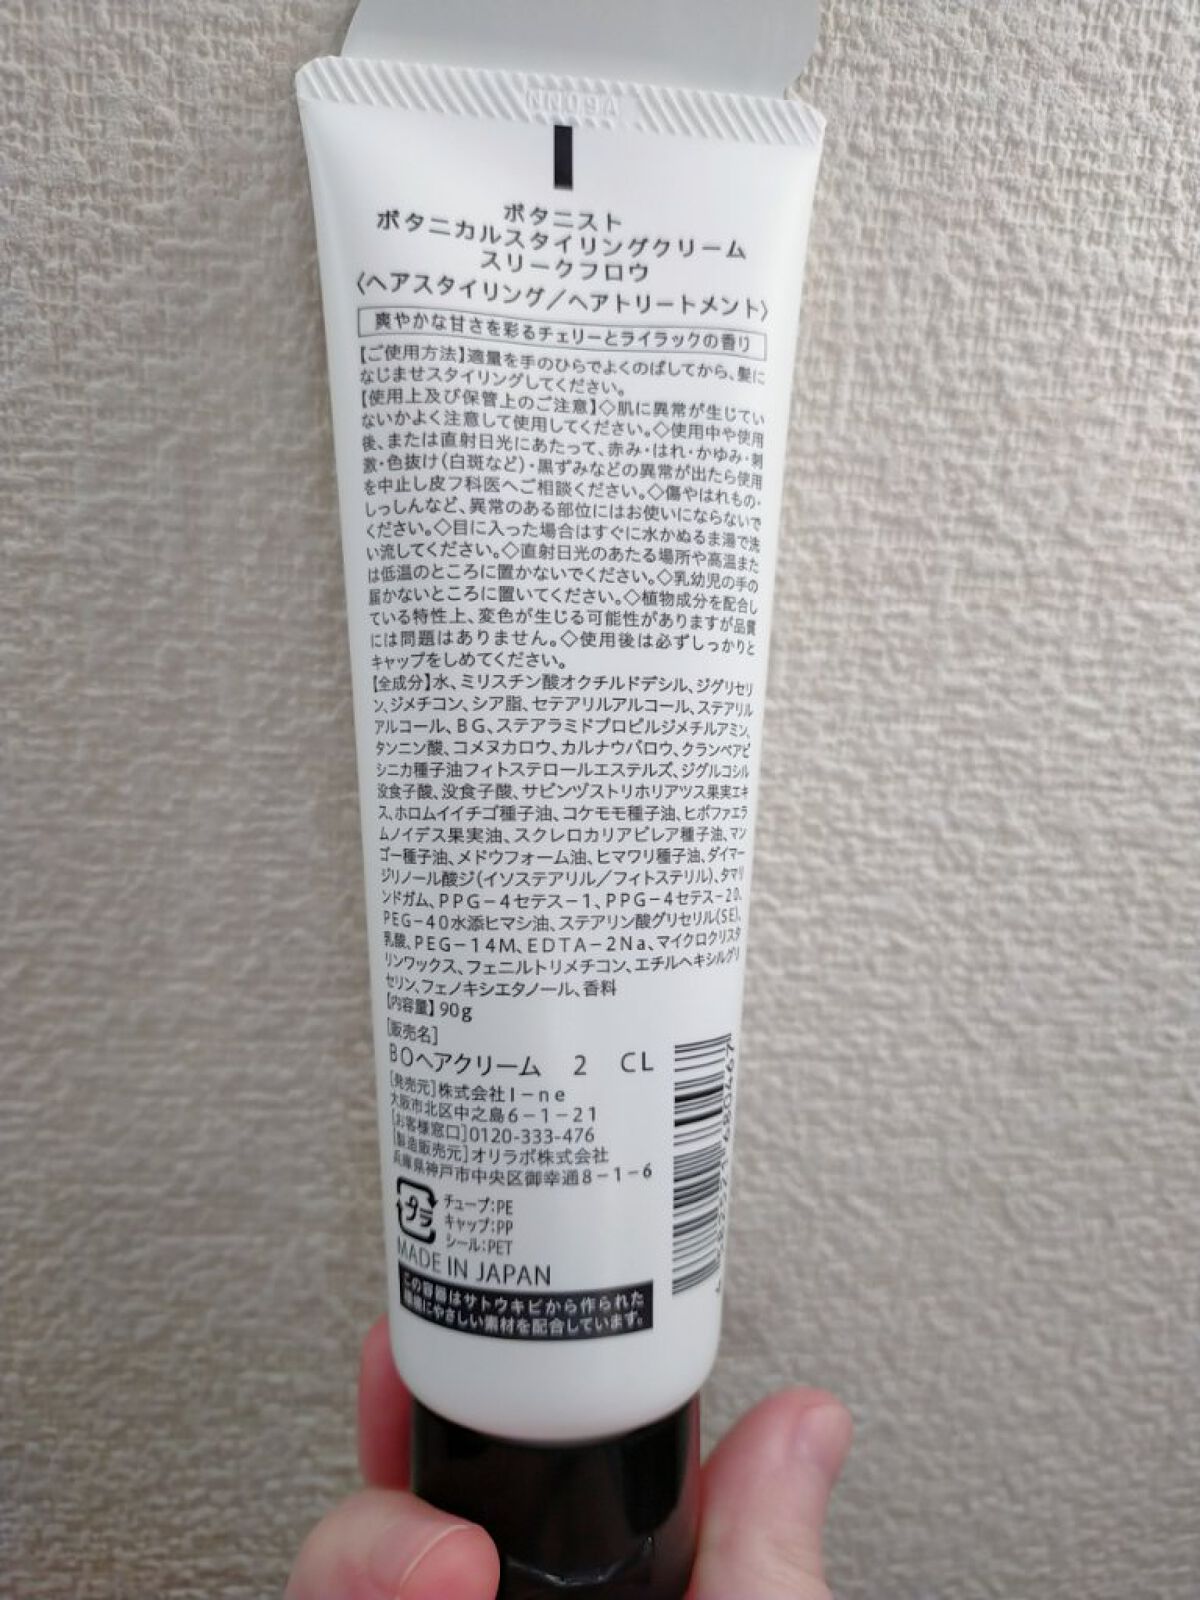 NN09A
ボタニスト
ボタニカルスタイリングクリーム
スリークフロウ
〈ヘアスタイリング／ヘアトリートメント〉
爽やかな甘さを彩るチェリーとライラックの香り
【ご使用方法】適量を手のひらでよくのばしてから、髪に
なじませスタイリングしてください。
【使用上及び保管上のご注意】◇肌に異常が生じてい
ないかよく注意して使用してください。◇使用中や使用
後、または直射日光にあたって、赤み・はれ・かゆみ・刺
激・色抜け(白斑など)・黒ずみなどの異常が出たら使用
を中止し皮フ科医へご相談ください。◇傷やはれもの・
しっしんなど、異常のある部位にはお使いにならないで
ください。◇目に入った場合はすぐに水かぬるま湯で洗
い流してください。◇直射日光のあたる場所や高温また
は低温のところに置かないでください。◇乳幼児の手の
届かないところに置いてください。◇植物成分を配合し
ている特性上、変色が生じる可能性がありますが品質
には問題はありません。◇使用後は必ずしっかりと
キャップをしめてください。
【全成分】水、ミリスチン酸オクチルドデシル、ジグリセリ
ン、ジメチコン、シア脂、セテアリルアルコール、ステアリル
アルコール、BG、ステアラミドプロピルジメチルアミン、
タンニン酸、コメヌカロウ、カルナウバロウ、クランベアビ
シニカ種子油フィトステロールエステルズ、ジグルコシル
没食子酸、没食子酸、サピンヅストリホリアツス果実エキ
ス、ホロムイイチゴ種子油、コケモモ種子油、ヒポファエラ
ムノイデス果実油、スクレロカリアビレア種子油、マン
ゴー種子油、メドウフォーム油、ヒマワリ種子油、ダイマー
ジリノール酸ジ(イソステアリル／フィトステリル)、タマリ
ンドガム、PPG−4セテス−1、PPG−4セテス−20、
PEG−40水添ヒマシ油、ステアリン酸グリセリル(SE)、
乳酸、PEG−14M、EDTA−2Na、マイクロクリスタ
リンワックス、フェニルトリメチコン、エチルヘキシルグリ
セリン、フェノキシエタノール、香料
【内容量】90g
[販売名]
BOヘアクリーム 2 CL
[発売元]株式会社I−ne
大阪市北区中之島6−1−21
[お客様窓口]0120-333-476
[製造販売元]オリラボ株式会社
兵庫県神戸市中央区御幸通8−1−6
プラ
チューブ:PE
キャップ:PP
シール:PET
MADE IN JAPAN
この容器はサトウキビから作られた
環境にやさしい素材を配合しています。